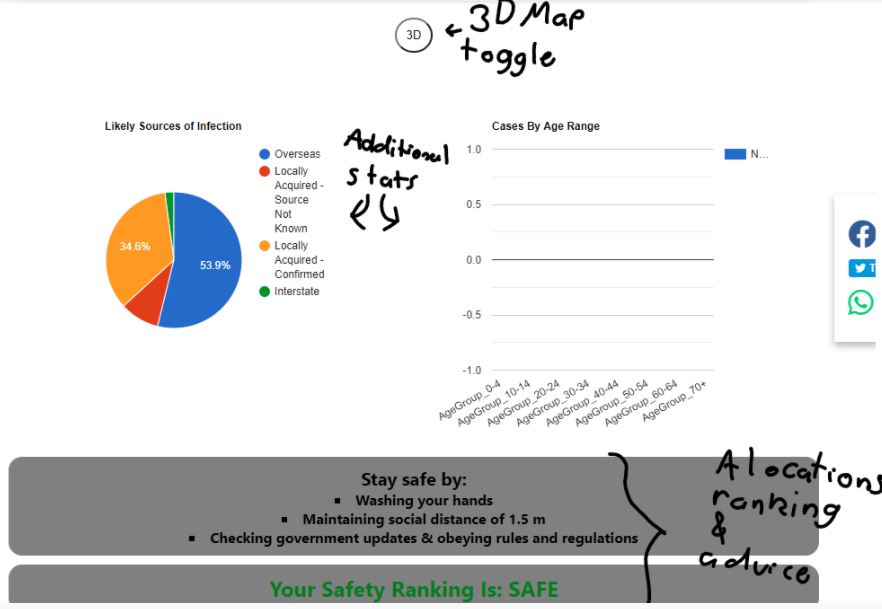 3D
3D Map
toggle
Likely Sources of Infection
Overseas
Locally
Acquired -
Source
Not
Known
Locally
Acquired -
Confirmed
Interstate
34.6%
53.9%
Additional
stats
Cases By Age Range
N...
1.0
0.5
0.0
-0.5
-1.0
AgeGroup_0-4
AgeGroup_10-14
AgeGroup_20-24
AgeGroup_30-34
AgeGroup_40-44
AgeGroup_50-54
AgeGroup_60-64
AgeGroup_70+
T
Stay safe by:
Washing your hands
Maintaining social distance of 1.5 m
Checking government updates & obeying rules and regulations
Alocations
ranking
&
advice
Your Safety Ranking Is: SAFE